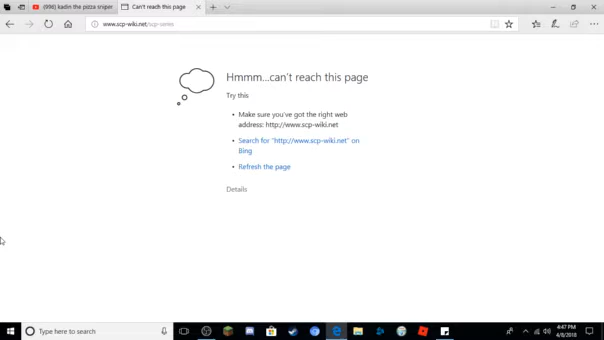 (996) kadin the pizza sniper
Can't reach this page
www.scp-wiki.net/scp-series
Hmmm...can't reach this page
Try this
• Make sure you've got the right web
address: http://www.scp-wiki.net
• Search for "http://www.scp-wiki.net" on
Bing
• Refresh the page
Details
Type here to search
4:47 PM
4/8/2018